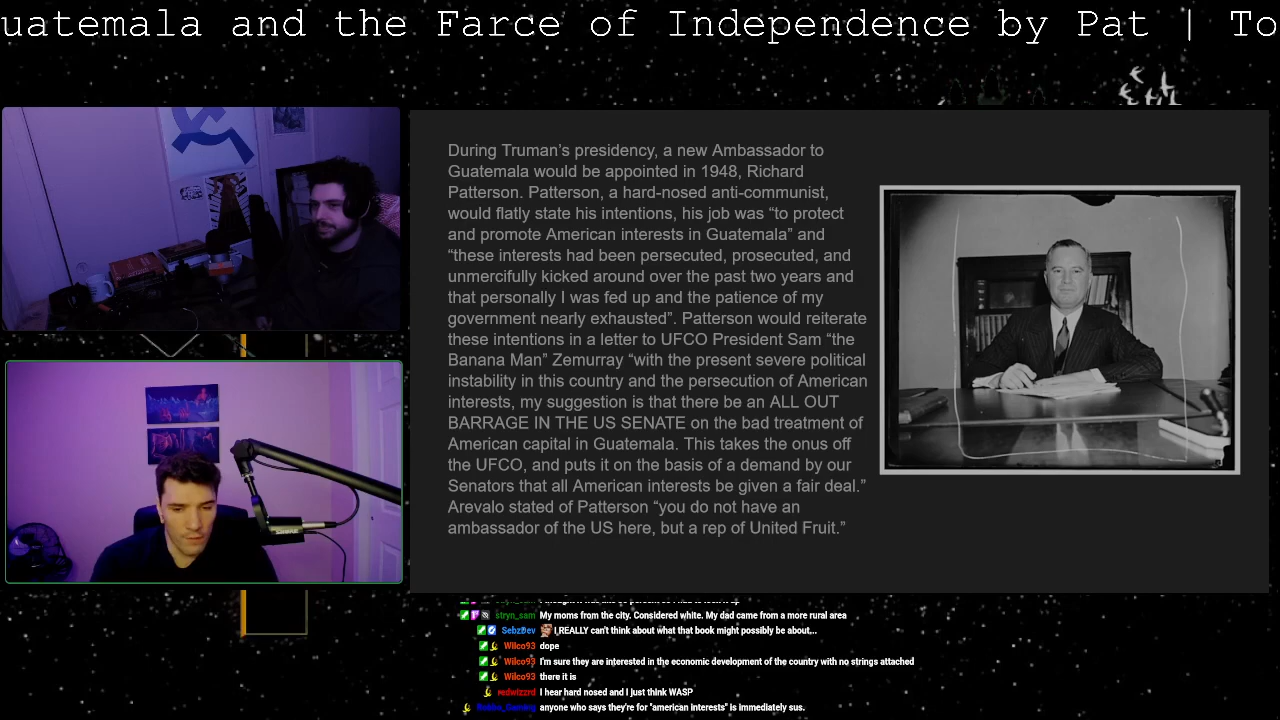 uatemala and the Farce of Independence by Pat | To
During Truman’s presidency, a new Ambassador to
Guatemala would be appointed in 1948, Richard
Patterson. Patterson, a hard-nosed anti-communist,
would flatly state his intentions, his job was “to protect
and promote American interests in Guatemala” and
“these interests had been persecuted, prosecuted, and
unmercifully kicked around over the past two years and
that personally I was fed up and the patience of my
government nearly exhausted”. Patterson would reiterate
these intentions in a letter to UFCO President Sam “the
Banana Man” Zemurray “with the present severe political
instability in this country and the persecution of American
interests, my suggestion is that there be an ALL OUT
BARRAGE IN THE US SENATE on the bad treatment of
American capital in Guatemala. This takes the onus off
the UFCO, and puts it on the basis of a demand by our
Senators that all American interests be given a fair deal.”
Arevalo stated of Patterson “you do not have an
ambassador of the US here, but a rep of United Fruit.”
SHURE
stryn_sam My moms from the city. Considered white. My dad came from a more rural area
SebzDev I REALLY can't think about what that book might possibly be about...
Wilco93 dope
Wilco93 I'm sure they are interested in the economic development of the country with no strings attached
Wilco93 there it is
redwizzrd I hear hard nosed and I just think WASP
anyone who says they're for "american interests" is immediately sus.